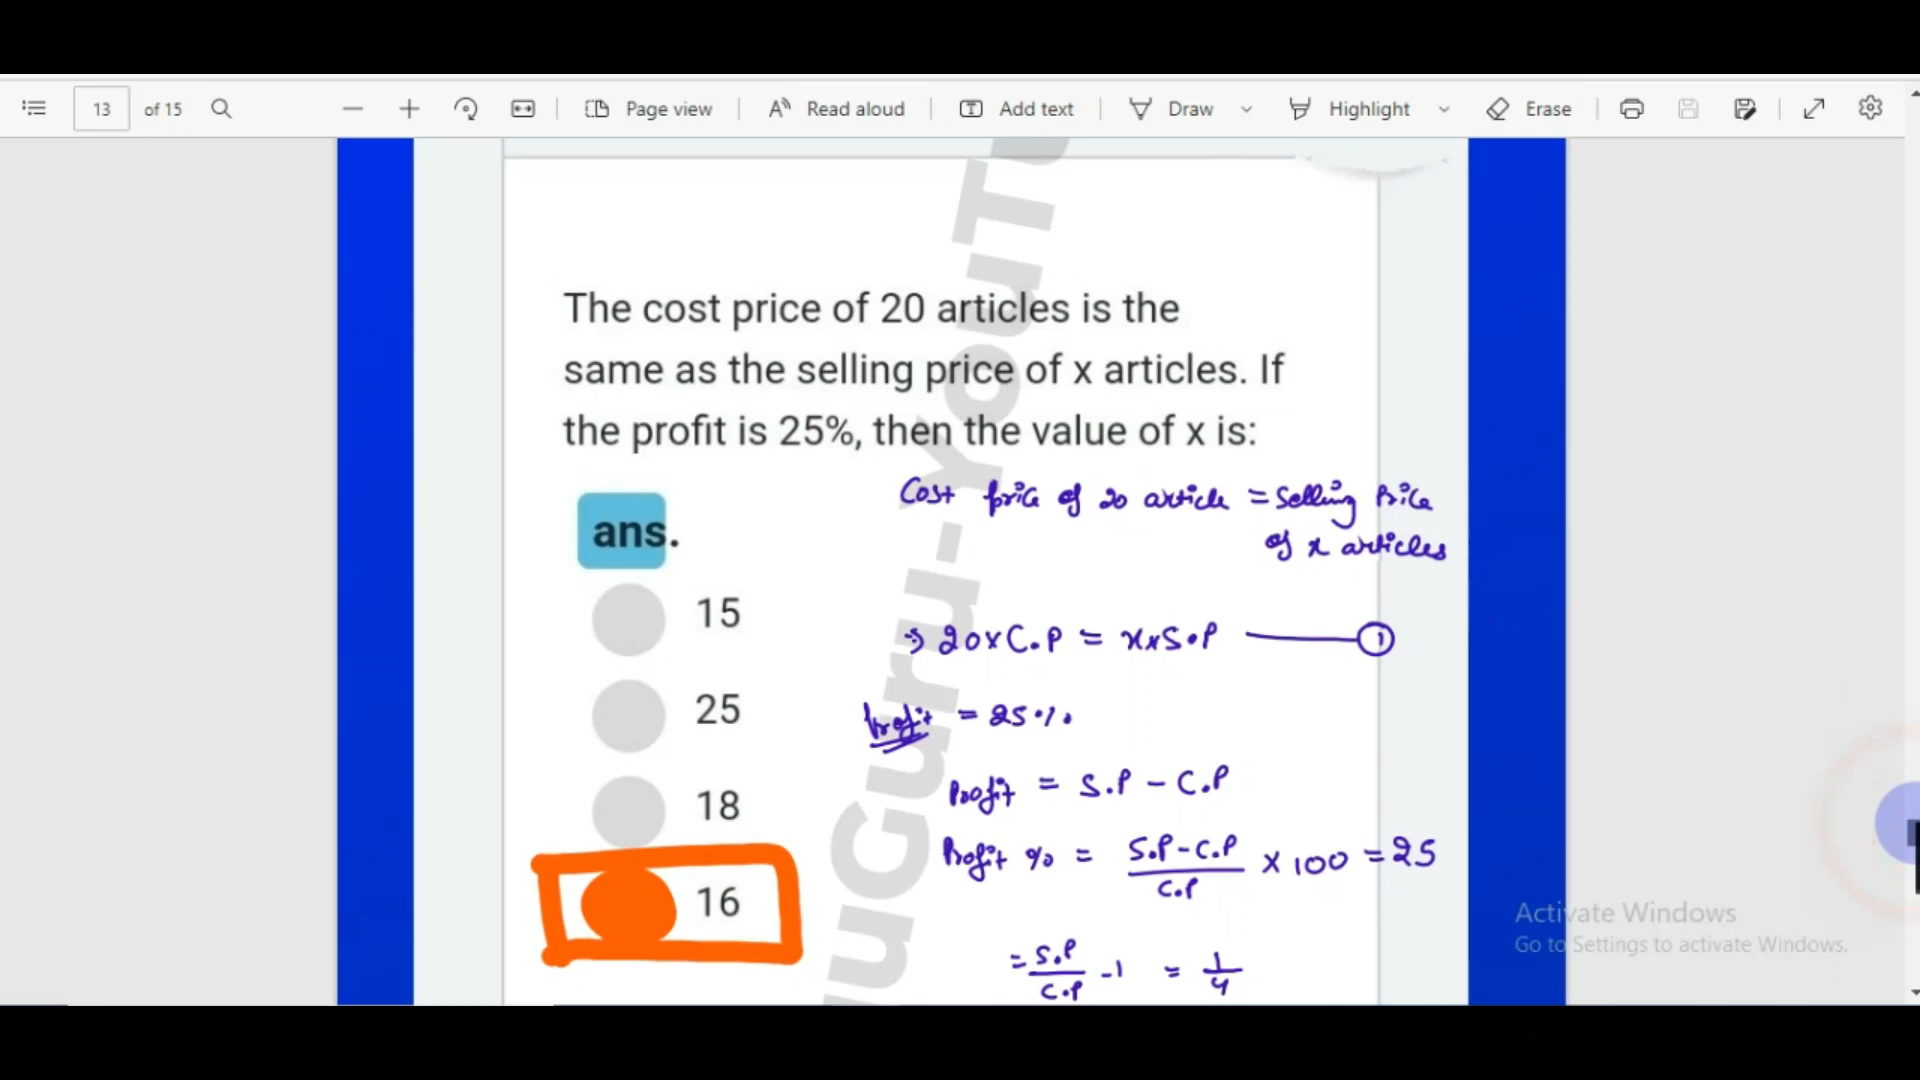 13 of 15 Page view Read aloud Add text Draw Highlight Erase
uGuru-YouTu
The cost price of 20 articles is the
same as the selling price of x articles. If
the profit is 25%, then the value of x is:
ans.
15
25
18
16
Cost price of 20 article = Selling Price
of x articles
⇒ 20×C.P = x×S.P ① 
Profit = 25%
Profit = S.P - C.P
Profit % = S.P-C.P / C.P × 100 = 25
= S.P / C.P - 1 = 1/4
Activate Windows
Go to Settings to activate Windows.